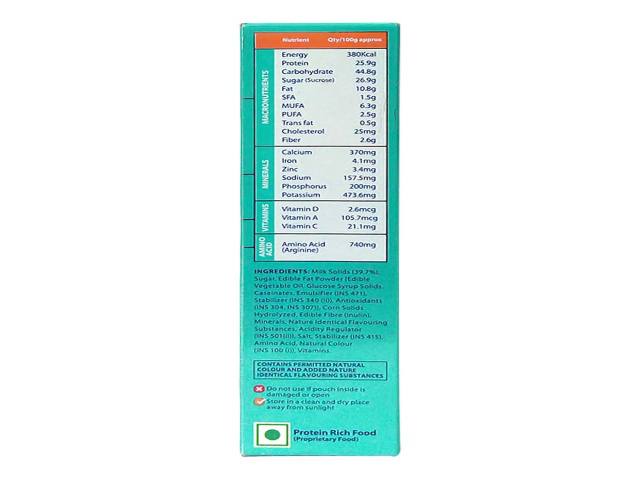 Nutrient Qty/100g approx
MACRONUTRIENTS
Energy 380Kcal
Protein 25.9g
Carbohydrate 44.8g
Sugar (Sucrose) 26.9g
Fat 10.8g
SFA 1.5g
MUFA 6.3g
PUFA 2.5g
Trans fat 0.5g
Cholesterol 25mg
Fiber 2.6g
MINERALS
Calcium 370mg
Iron 4.1mg
Zinc 3.4mg
Sodium 157.5mg
Phosphorus 200mg
Potassium 473.6mg
VITAMINS
Vitamin D 2.6mcg
Vitamin A 105.7mcg
Vitamin C 21.1mg
AMINO
ACID
Amino Acid 740mg
(Arginine)
INGREDIENTS: Milk Solids (39.7%),
Sugar, Edible Fat Powder (Edible
Vegetable Oil, Glucose Syrup Solids,
Caseinates, Emulsifier (INS 471),
Stabilizer (INS 340 (ii)), Antioxidant
(INS 304, INS 307)), Corn Solids
Hydrolyzed, Edible Fibre (Inulin),
Minerals, Nature Identical Flavouring
Substances, Acidity Regulator
(INS 501(i)), Salt, Stabilizer (INS 415),
Amino Acid, Natural Colour
(INS 100 (i)), Vitamins.
CONTAINS PERMITTED NATURAL
COLOUR AND ADDED NATURE
IDENTICAL FLAVOURING SUBSTANCES
Do not use if pouch inside is
damaged or open
Store in a clean and dry place
away from sunlight
Protein Rich Food
(Proprietary Food)